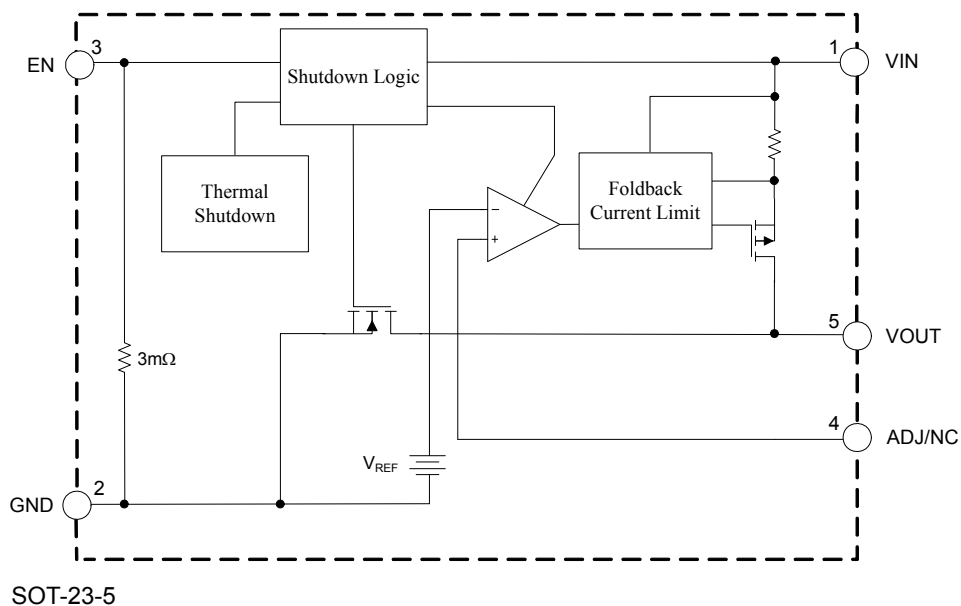 3
EN
Shutdown Logic
1
VIN
Thermal
Shutdown
Foldback
Current Limit
−
+
5
VOUT
3mΩ
4
ADJ/NC
VREF
2
GND
SOT-23-5